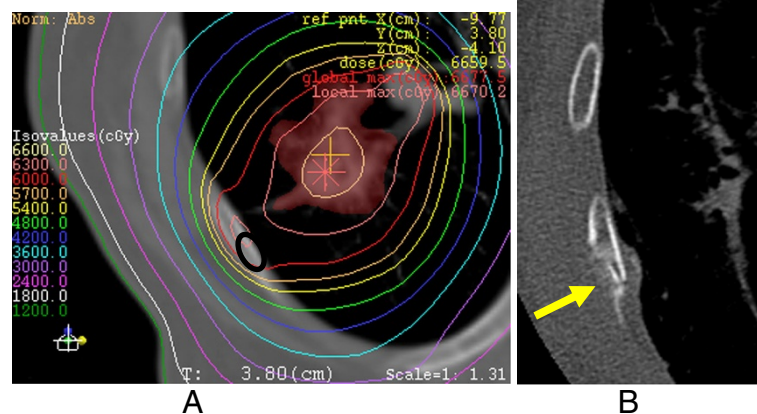 Norm: Abs
ref pnt X(cm): -9.77
Y(cm): 3.80
Z(cm): -4.10
dose(cGy): 6659.5
global max(cGy): 6677.5
local max(cGy): 6670.2
Isovalues(cGy)
6600.0
6300.0
6000.0
5700.0
5400.0
4800.0
4200.0
3600.0
3000.0
2400.0
1800.0
1200.0
T: 3.80(cm)
Scale=1: 1.31
A
B